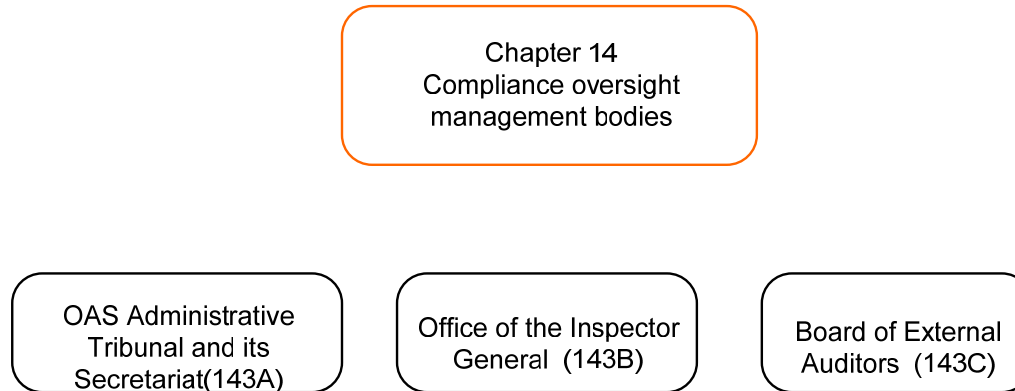 Chapter 14
Compliance oversight
management bodies
OAS Administrative
Tribunal and its
Secretariat(143A)
Office of the Inspector
General  (143B)
Board of External
Auditors  (143C)